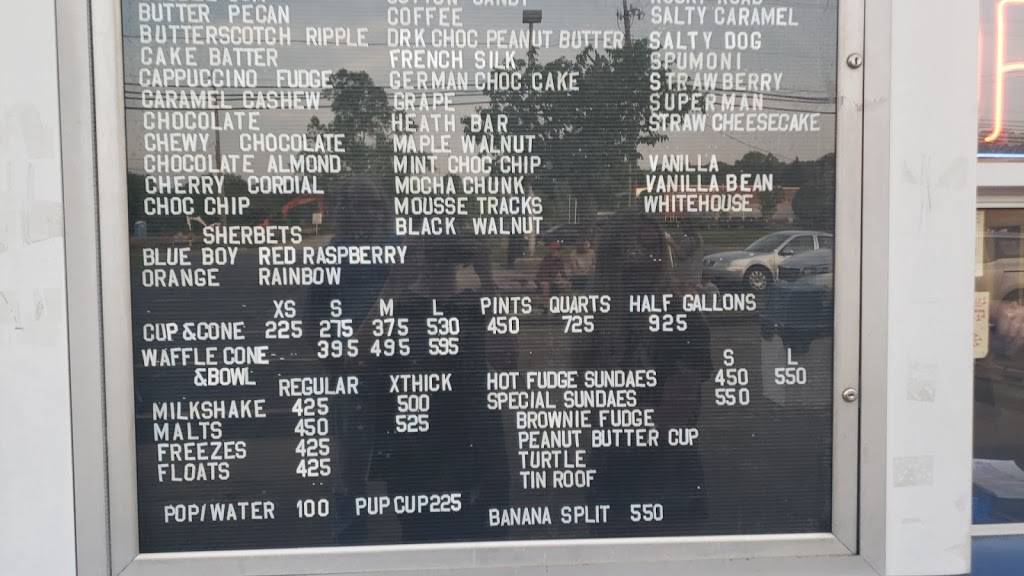 BUTTER PECAN COFFEE SALTY CARAMEL
BUTTERSCOTCH RIPPLE DRK CHOC PEANUT BUTTER SALTY DOG
CAKE BATTER FRENCH SILK SPUMONI
CAPPUCCINO FUDGE GERMAN CHOC CAKE STRAWBERRY
CARAMEL CASHEW GRAPE SUPERMAN
CHOCOLATE HEATH BAR STRAW CHEESECAKE
CHEWY CHOCOLATE MAPLE WALNUT
CHOCOLATE ALMOND MINT CHOC CHIP VANILLA
CHERRY CORDIAL MOCHA CHUNK VANILLA BEAN
CHOC CHIP MOUSSE TRACKS WHITEHOUSE
BLACK WALNUT
SHERBETS
BLUE BOY RED RASPBERRY
ORANGE RAINBOW
XS S M L PINTS QUARTS HALF GALLONS
CUP & CONE 225 275 375 530 450 725 925
WAFFLE CONE 395 495 595
&BOWL
S L
REGULAR XTHICK HOT FUDGE SUNDAES 450 550
MILKSHAKE 425 500 SPECIAL SUNDAES 550
MALTS 450 525 BROWNIE FUDGE
FREEZES 425 PEANUT BUTTER CUP
FLOATS 425 TURTLE
TIN ROOF
POP/WATER 100 PUP CUP 225 BANANA SPLIT 550